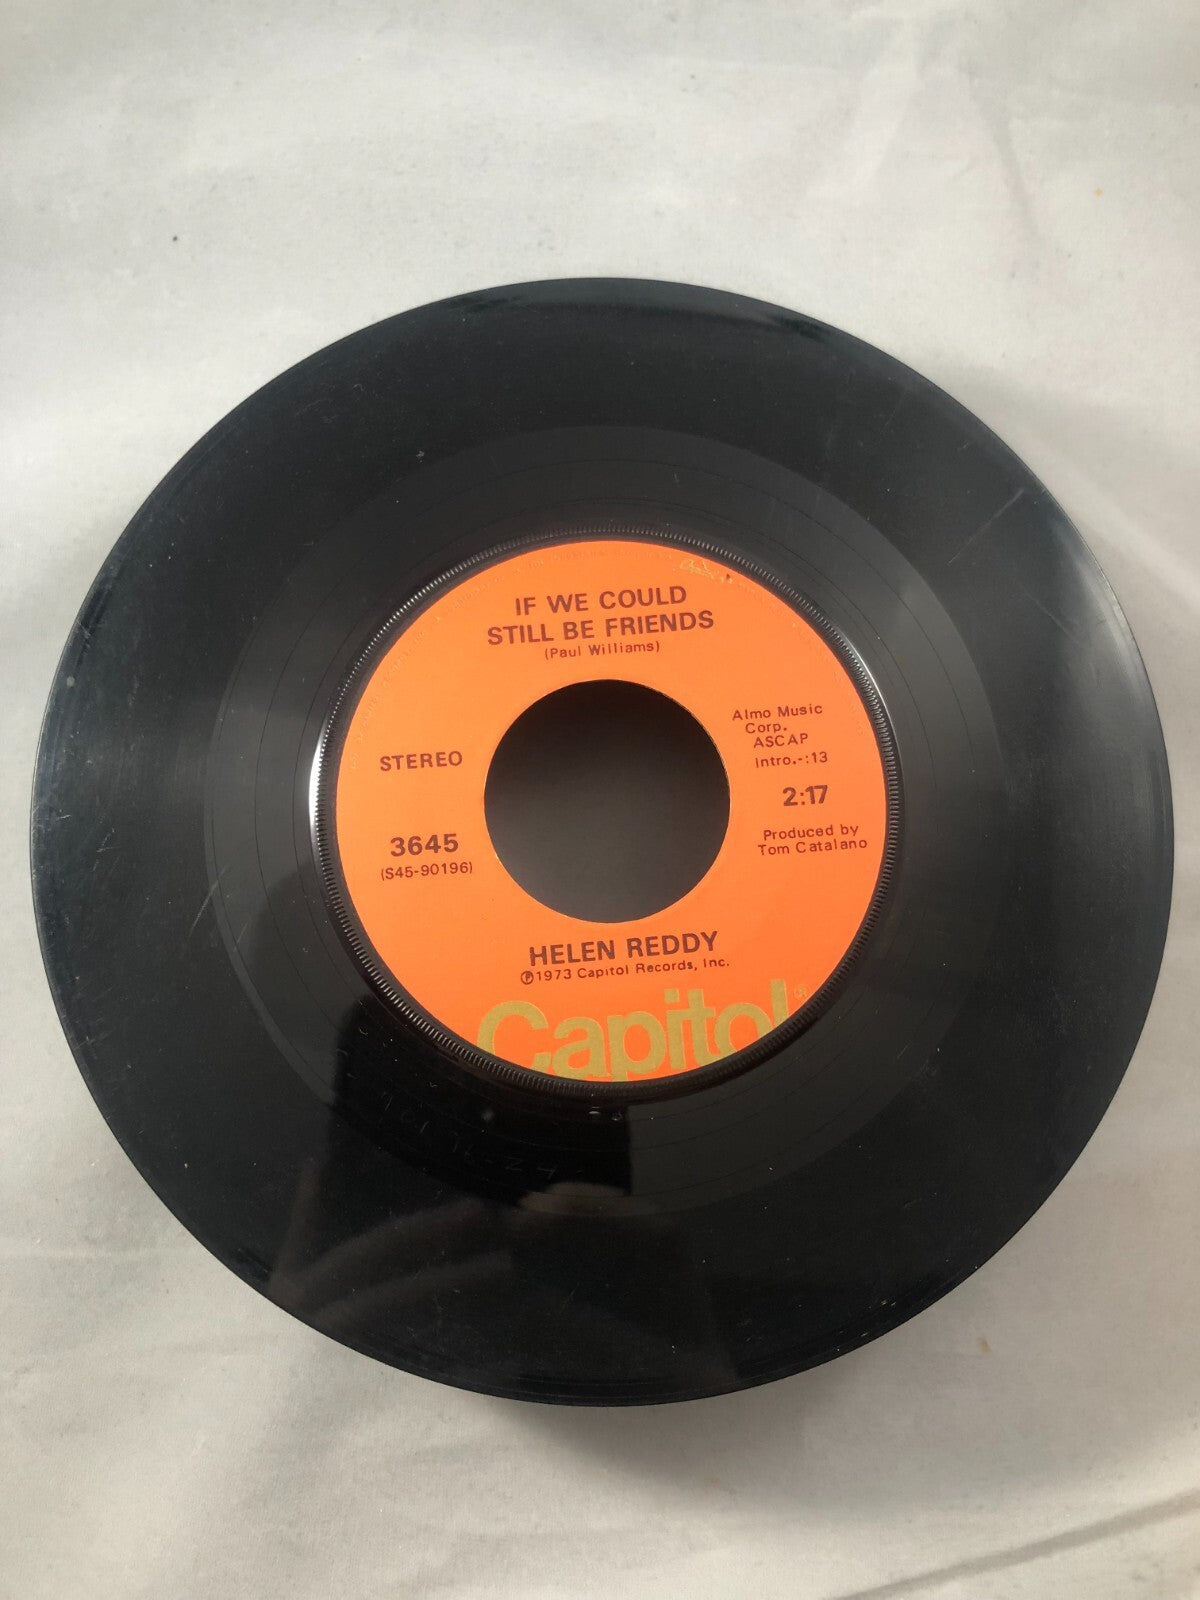 IF WE COULD
STILL BE FRIENDS
(Paul Williams)
Almo Music
Corp.
ASCAP
Intro.-:13
STEREO
2:17
3645
(S45-90196)
Produced by
Tom Catalano
HELEN REDDY
Ⓟ1973 Capitol Records, Inc.
Capitol®